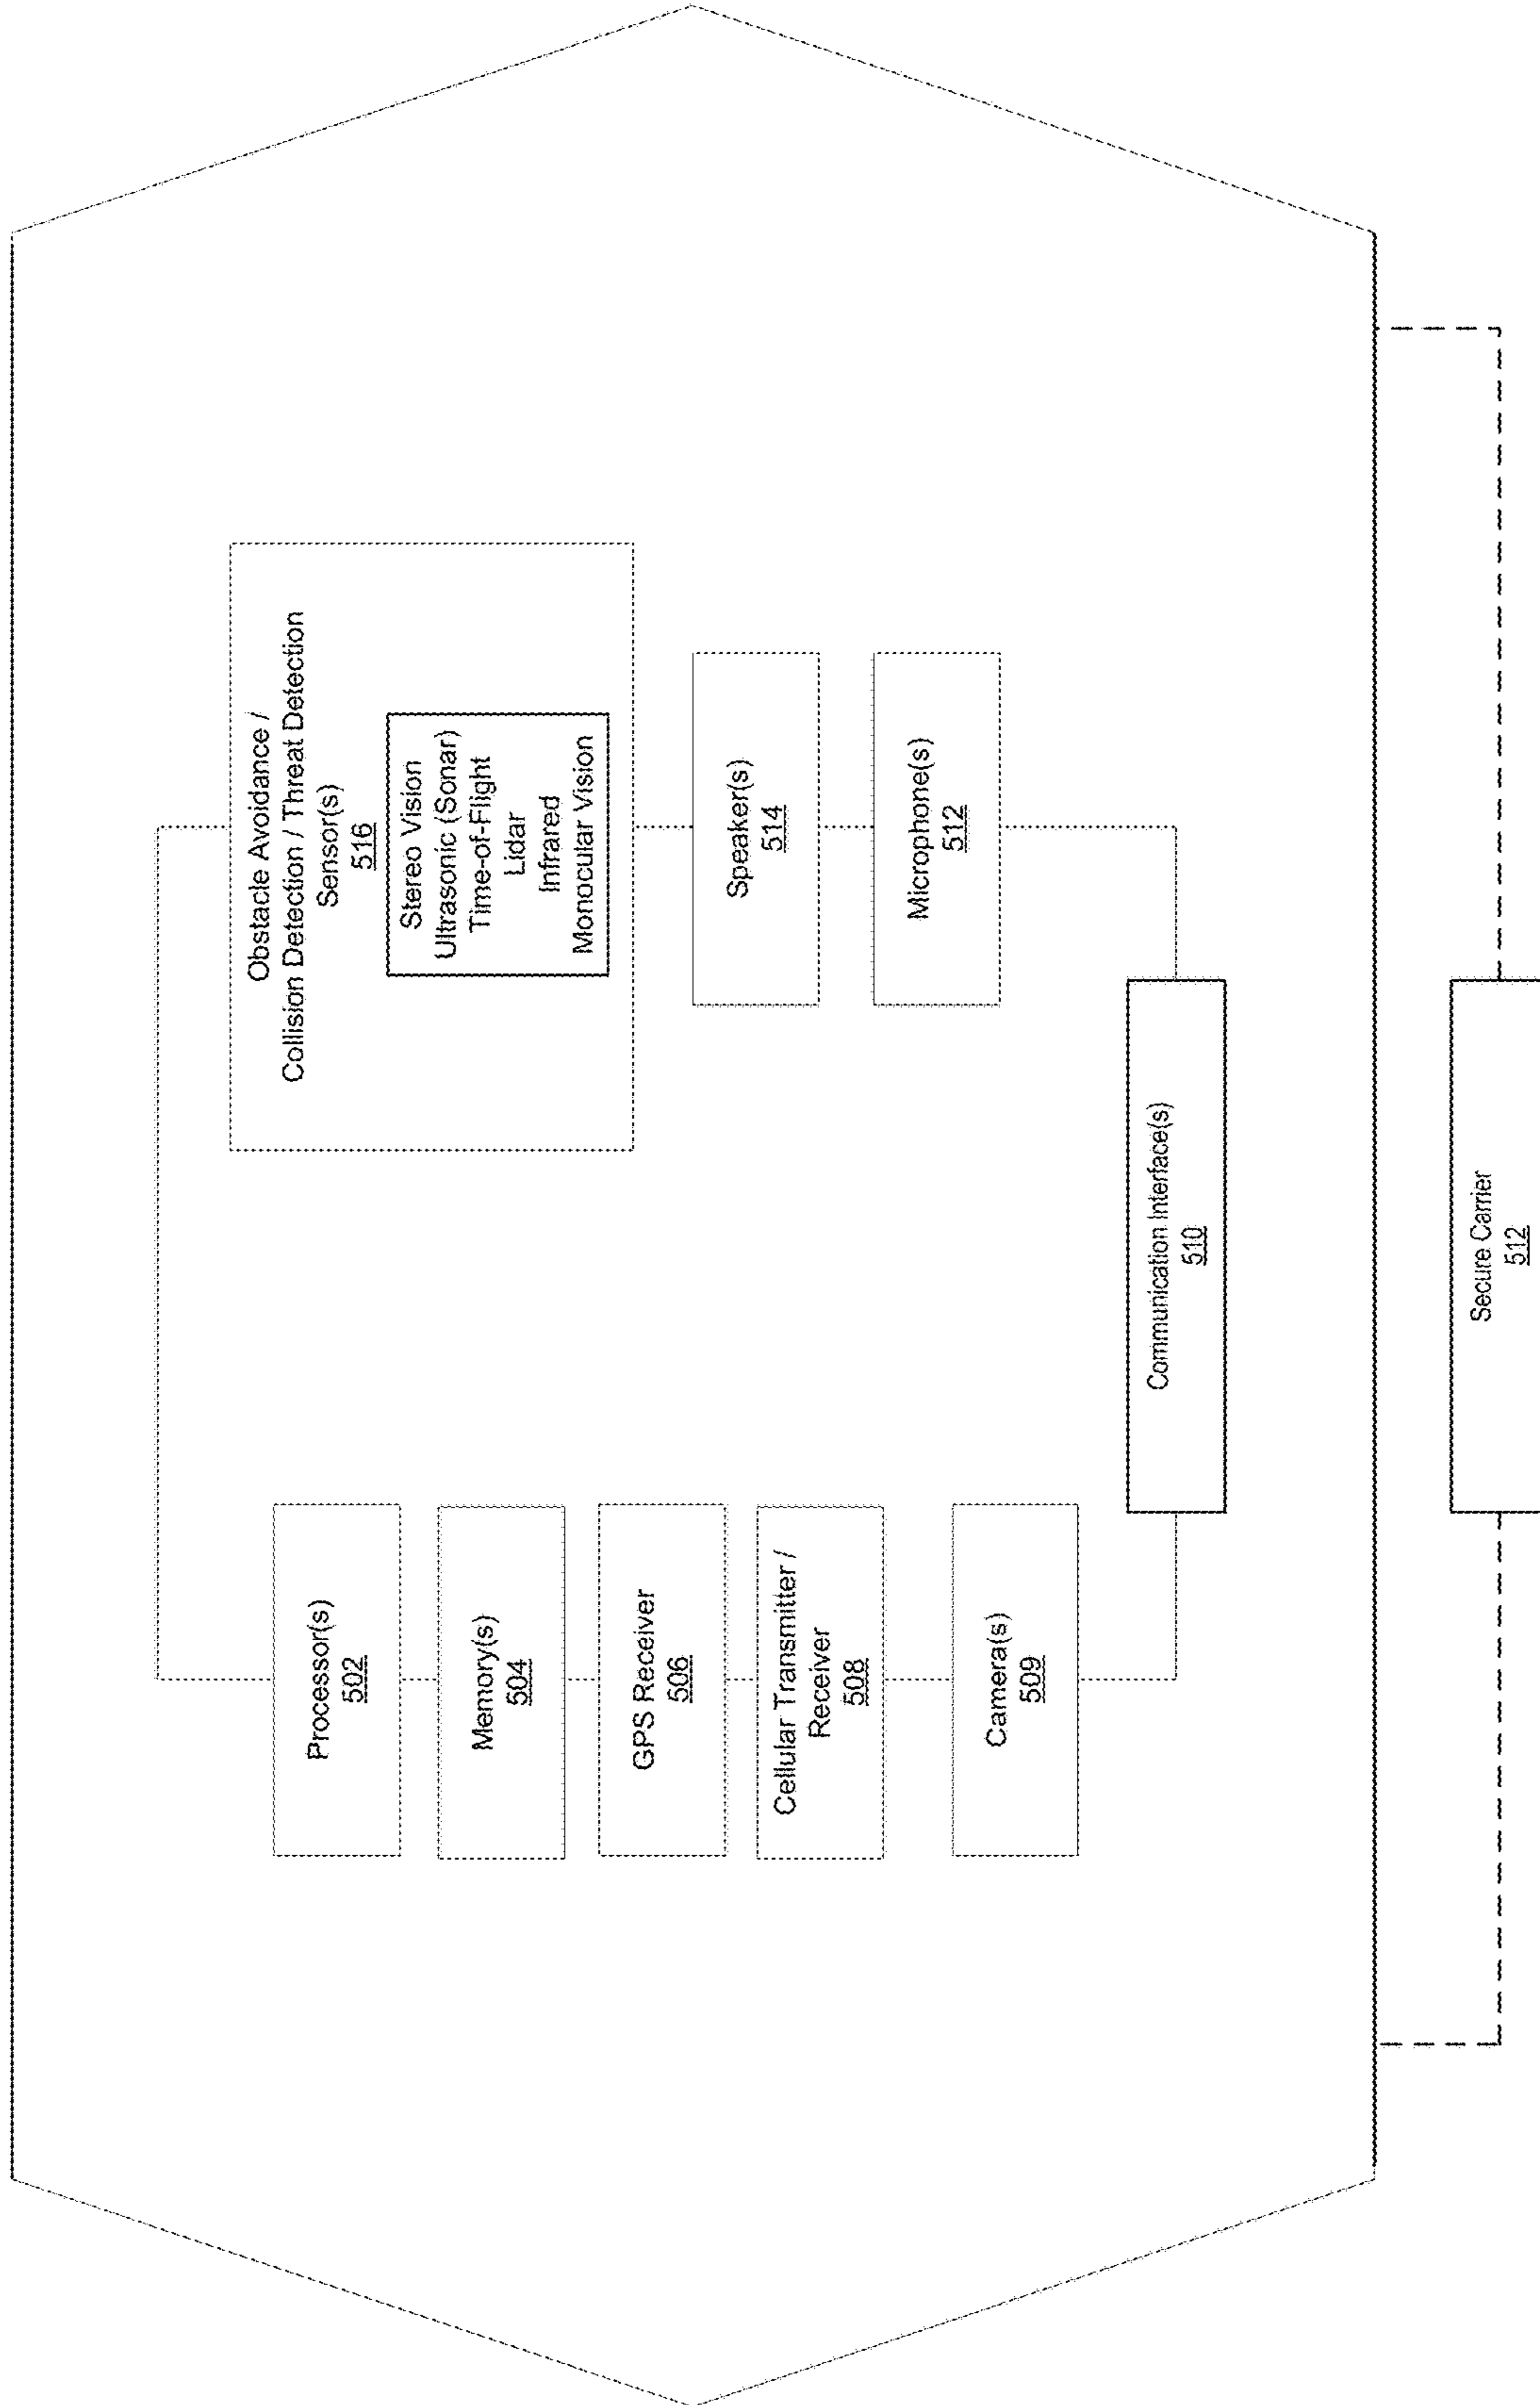 Processor(s)
502
Memory(s)
504
GPS Receiver
506
Cellular Transmitter /
Receiver
508
Camera(s)
509
Obstacle Avoidance /
Collision Detection / Threat Detection
Sensor(s)
516
Stereo Vision
Ultrasonic (Sonar)
Time-of-Flight
Lidar
Infrared
Monocular Vision
Speaker(s)
514
Microphone(s)
512
Communication Interface(s)
510
Secure Carrier
512